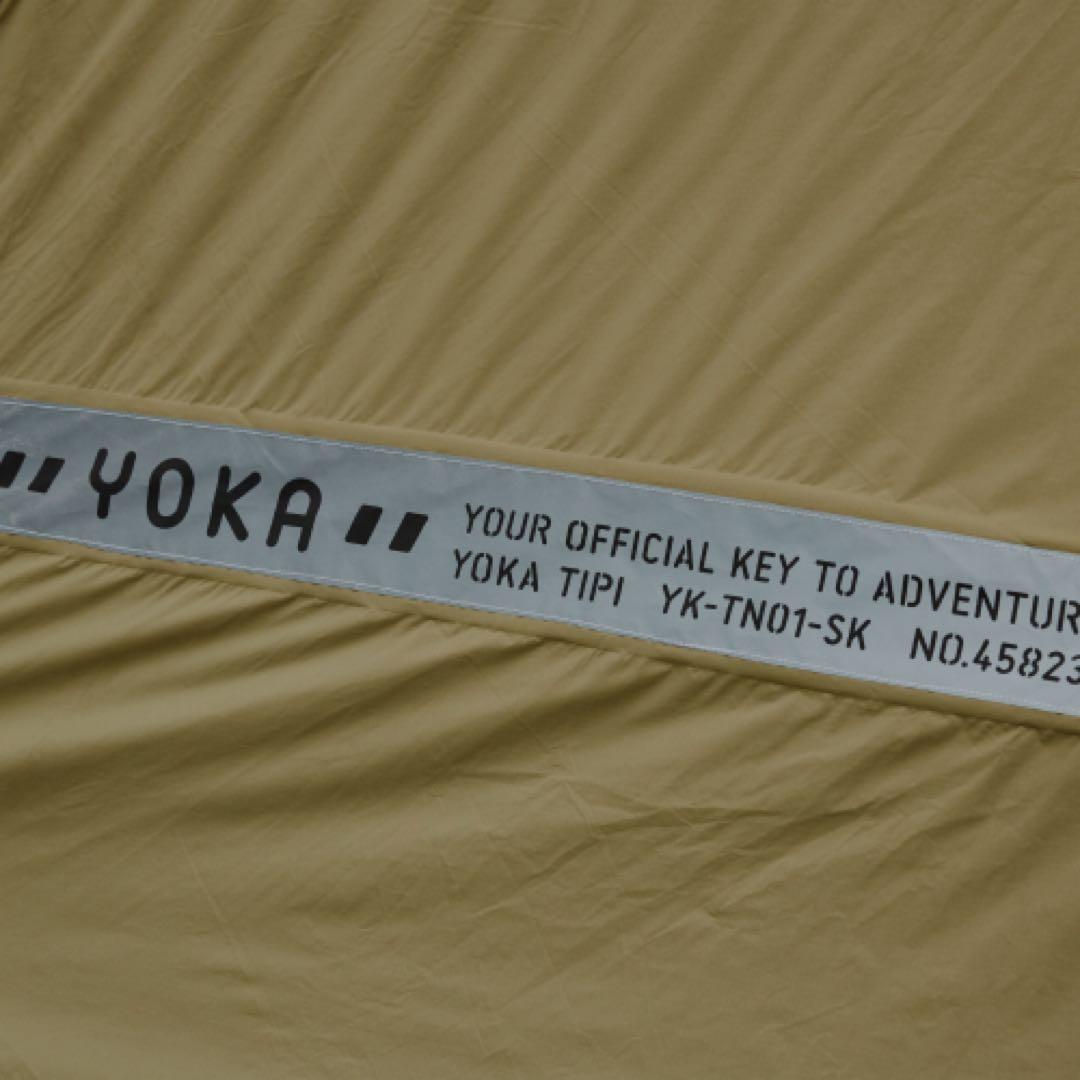 YOKA
YOUR OFFICIAL KEY TO ADVENTUR
YOKA TIPI YK-TN01-SK NO.45823